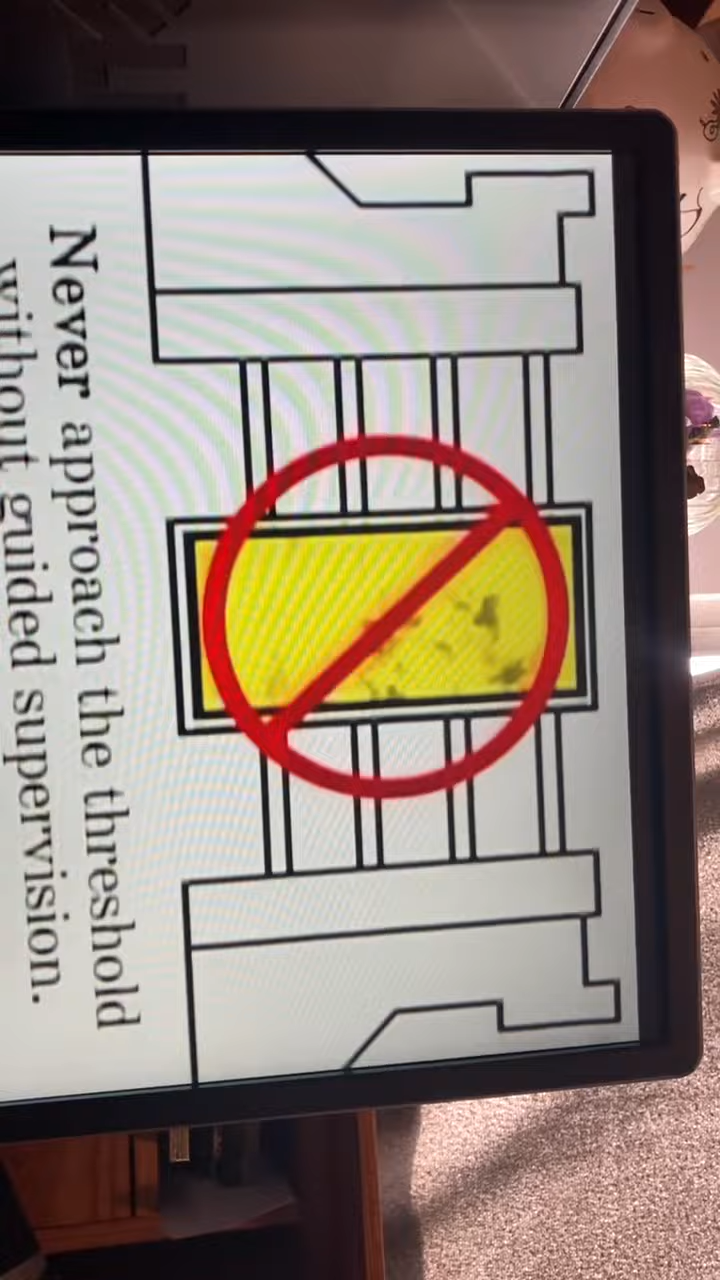 Never approach the threshold
without guided supervision.